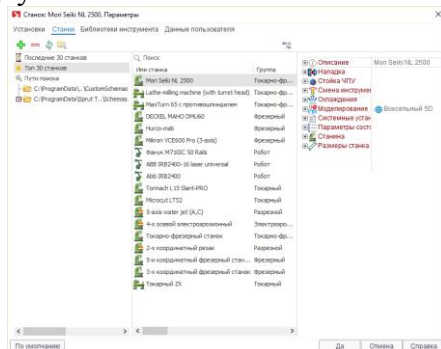 Станок: Mori Seiki NL 2500. Параметры
Установки Станки Библиотеки инструмента Данные пользователя
Последние 30 станков
Топ 30 станков
Пути поиска
C:\ProgramData\...\CustomSchemas
C:\ProgramData\Sprut T...\Schemas
Поиск
Имя станка Группа
Mori Seiki NL 2500 Токарно-фр...
Lathe-milling machine (with turret head) Токарно-фр...
MaxTurn 65 с противошпинделем Токарно-фр...
DECKEL MAHO DMU60 Фрезерный
Hurco-mab Фрезерный
Mikron VCE600 Pro (3-axis) Фрезерный
Фанук M710IC 50 Rails Робот
ABB IRB2400-16 laser universal Робот
Abb IRB2400 Робот
Tormach L15 Slant-PRO Токарный
Microcut LT52 Токарный
5-axis water jet (A,C) Разрезной
4-х осевой электроэрозионный Электроэро...
Токарно-фрезерный станок Токарно-фр...
2-х координатный резак Разрезной
5-и координатный фрезерный стан... Фрезерный
3-х координатный фрезерный станок Фрезерный
Токарный ZX Токарный
Описание Mori Seiki NL 2500
Наладка
Стойка ЧПУ
Смена инструмен
Охлаждения
Моделирование Воксельный 5D
Системные устан
Параметры состо
Станина
Размеры станка
По умолчанию Да Отмена Справка